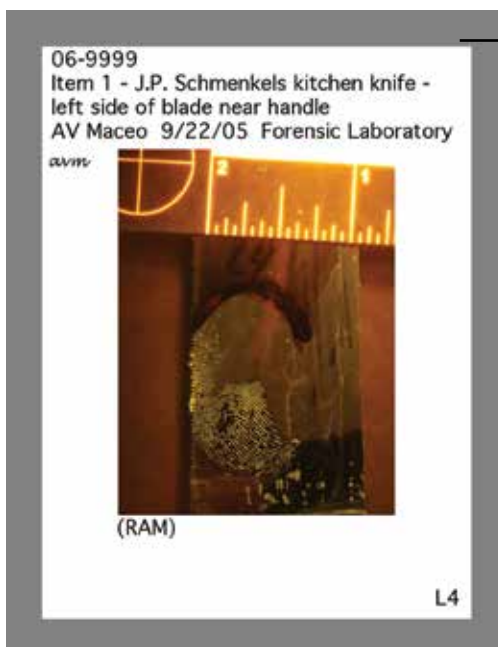 06-9999
Item 1 - J.P. Schmenkels kitchen knife -
left side of blade near handle
AV Maceo 9/22/05 Forensic Laboratory
avm
2 1
(RAM)
L4